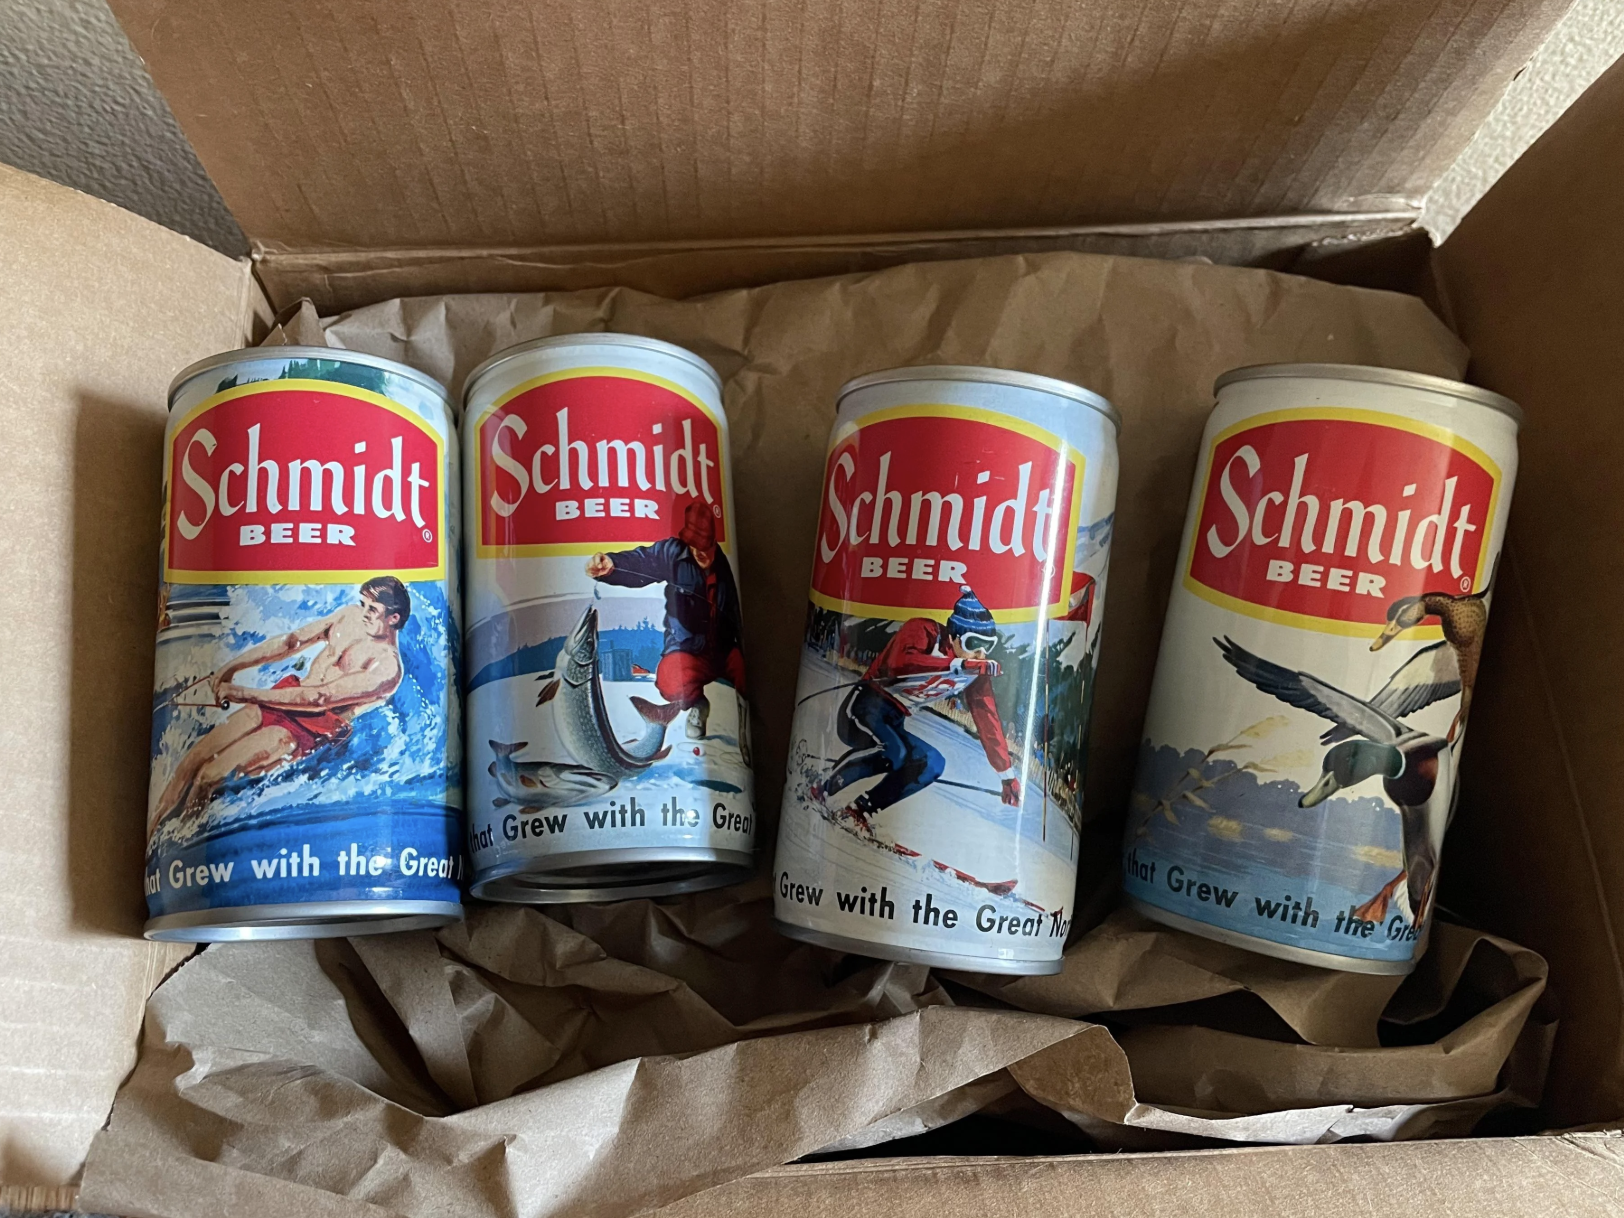 Schmidt
BEER
®
that Grew with the Great
Schmidt
BEER
®
that Grew with the Great
Schmidt
BEER
Grew with the Great
Schmidt
BEER
®
that Grew with the